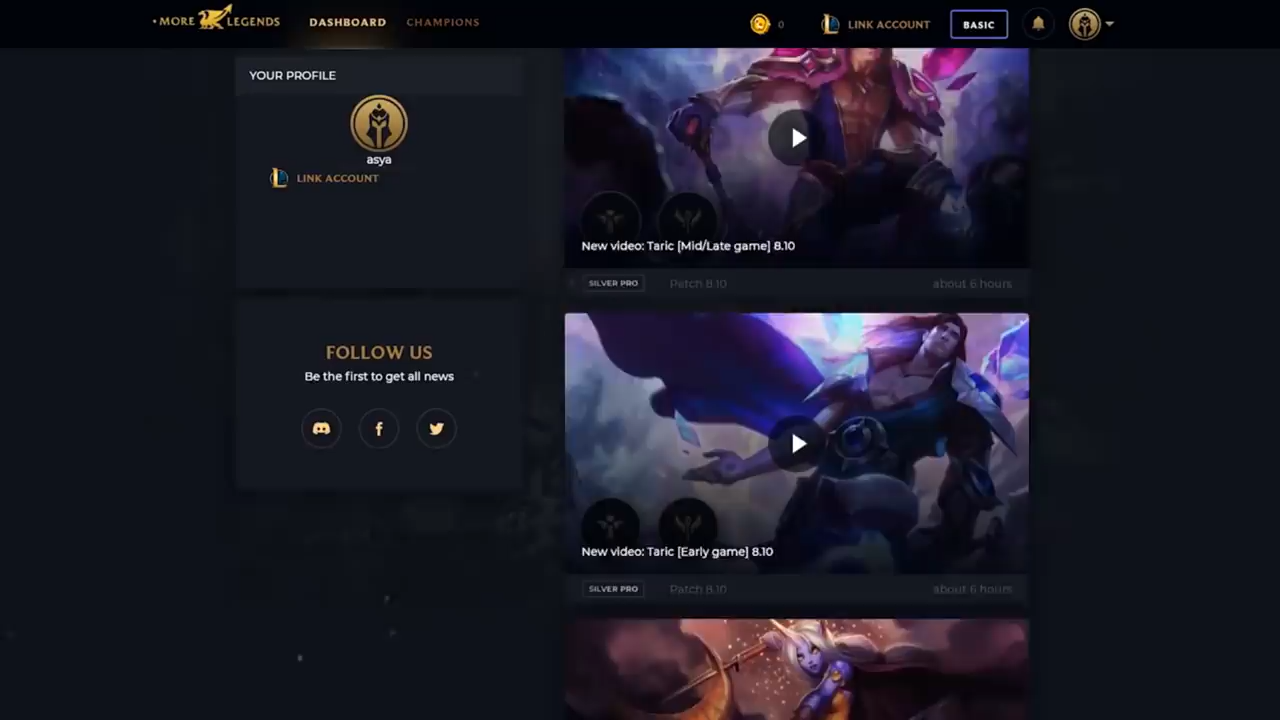 MORE LEGENDS
DASHBOARD
CHAMPIONS
0
LINK ACCOUNT
BASIC
YOUR PROFILE
asya
LINK ACCOUNT
FOLLOW US
Be the first to get all news
New video: Taric [Mid/Late game] 8.10
SILVER PRO
Patch 8.10
about 6 hours
New video: Taric [Early game] 8.10
SILVER PRO
Patch 8.10
about 6 hours